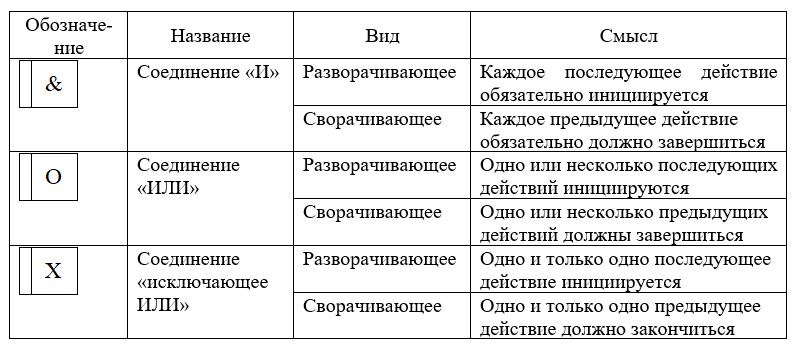 Обозначе-
ние
Название
Вид
Смысл
&
Соединение «И»
Разворачивающее
Каждое последующее действие
обязательно инициируется
Сворачивающее
Каждое предыдущее действие
обязательно должно завершиться
О
Соединение
«ИЛИ»
Разворачивающее
Одно или несколько последующих
действий инициируются
Сворачивающее
Одно или несколько предыдущих
действий должны завершиться
Х
Соединение
«исключающее
ИЛИ»
Разворачивающее
Одно и только одно последующее
действие инициируется
Сворачивающее
Одно и только одно предыдущее
действие должно закончиться